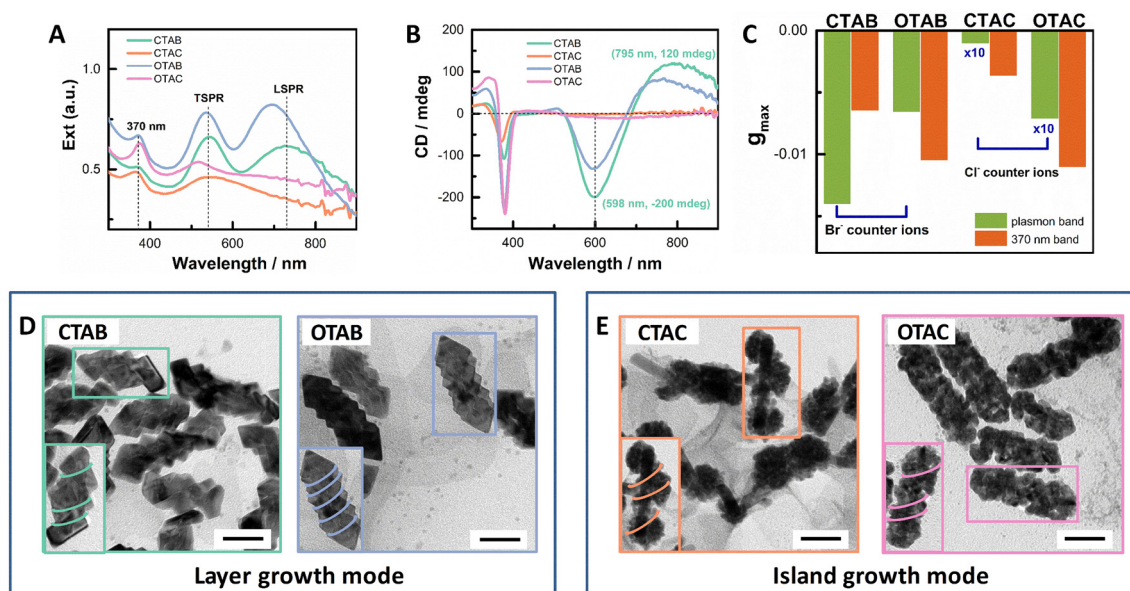 A
CTAB
CTAC
OTAB
OTAC
1.0
0.5
Ext (a.u.)
370 nm
TSPR
LSPR
400
600
800
Wavelength / nm
B
CTAB
CTAC
OTAB
OTAC
(795 nm, 120 mdeg)
(598 nm, -200 mdeg)
200
100
0
-100
-200
CD / mdeg
400
600
800
Wavelength / nm
C
CTAB OTAB CTAC OTAC
0.00
-0.01
gmax
x10
x10
Cl- counter ions
Br- counter ions
plasmon band
370 nm band
D
CTAB
OTAB
Layer growth mode
E
CTAC
OTAC
Island growth mode